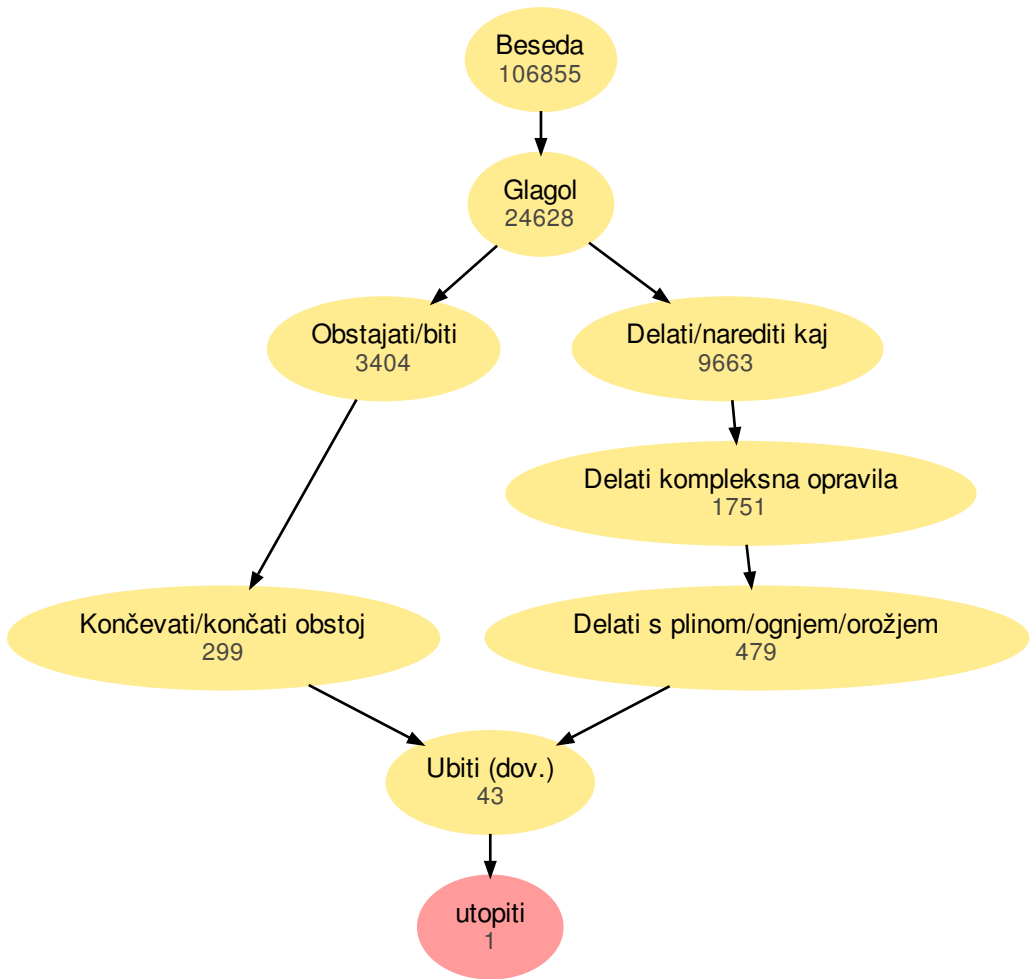 Beseda
106855
Glagol
24628
Obstajati/biti
3404
Delati/narediti kaj
9663
Delati kompleksna opravila
1751
Končevati/končati obstoj
299
Delati s plinom/ognjem/orožjem
479
Ubiti (dov.)
43
utopiti
1